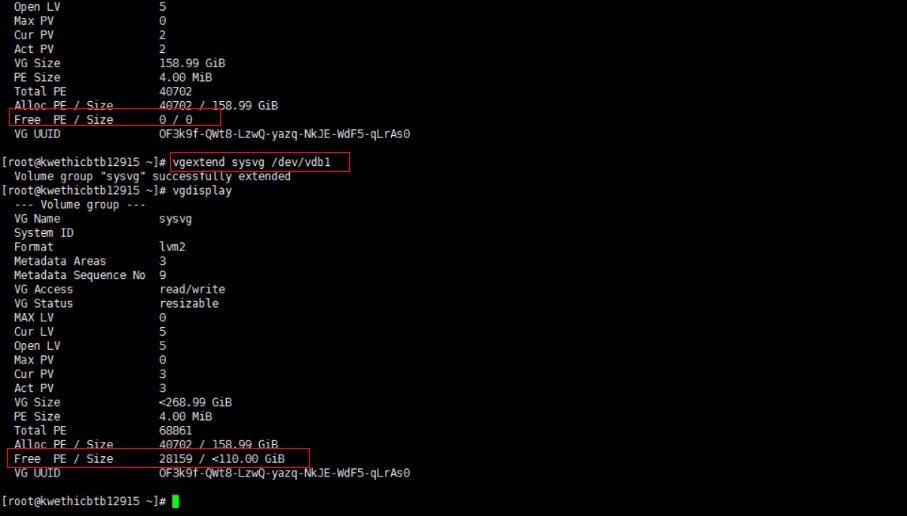 Open LV 5
Max PV 0
Cur PV 2
Act PV 2
VG Size 158.99 GiB
PE Size 4.00 MiB
Total PE 40702
Alloc PE / Size 40702 / 158.99 GiB
Free PE / Size 0 / 0
VG UUID OF3k9f-QWt8-LzwQ-yazq-NkJE-WdF5-qLrAs0
[root@kwethicbtb12915 ~]# vgextend sysvg /dev/vdb1
Volume group "sysvg" successfully extended
[root@kwethicbtb12915 ~]# vgdisplay
--- Volume group ---
VG Name sysvg
System ID
Format lvm2
Metadata Areas 3
Metadata Sequence No 9
VG Access read/write
VG Status resizable
MAX LV 0
Cur LV 5
Open LV 5
Max PV 0
Cur PV 3
Act PV 3
VG Size <268.99 GiB
PE Size 4.00 MiB
Total PE 68861
Alloc PE / Size 40702 / 158.99 GiB
Free PE / Size 28159 / <110.00 GiB
VG UUID OF3k9f-QWt8-LzwQ-yazq-NkJE-WdF5-qLrAs0
[root@kwethicbtb12915 ~]#